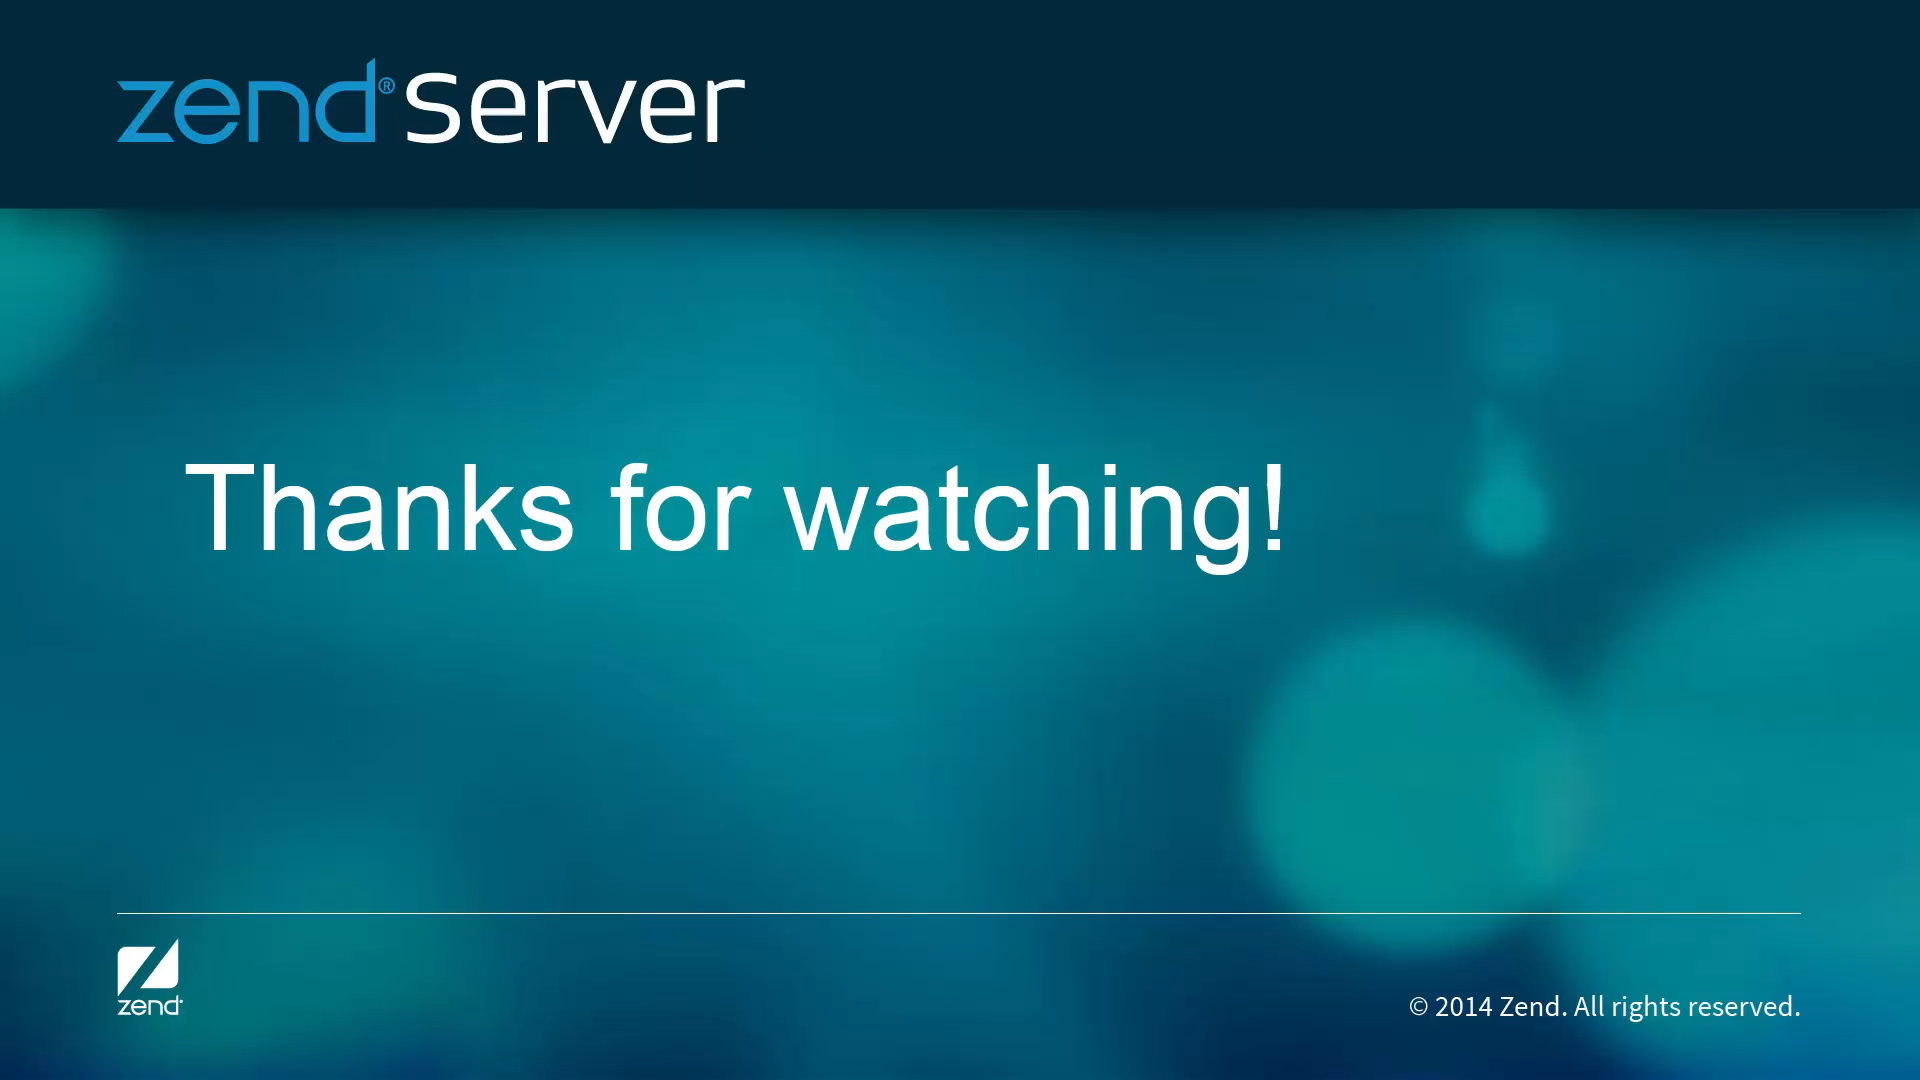 zend® Server
Thanks for watching!
zend
© 2014 Zend. All rights reserved.